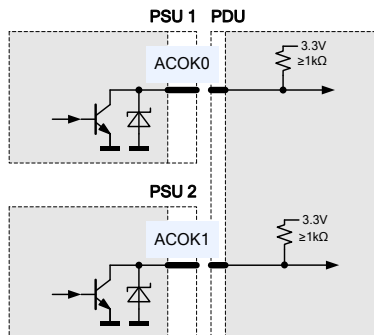 PSU 1 PDU
ACOK0
3.3V
≥1kΩ
PSU 2
ACOK1
3.3V
≥1kΩ